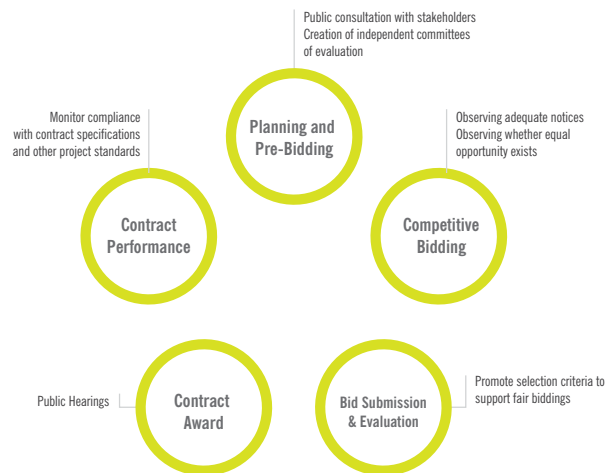 Public consultation with stakeholders
Creation of independent committees
of evaluation
Planning and
Pre-Bidding
Monitor compliance
with contract specifications
and other project standards
Contract
Performance
Observing adequate notices
Observing whether equal
opportunity exists
Competitive
Bidding
Public Hearings
Contract
Award
Bid Submission
& Evaluation
Promote selection criteria to
support fair biddings